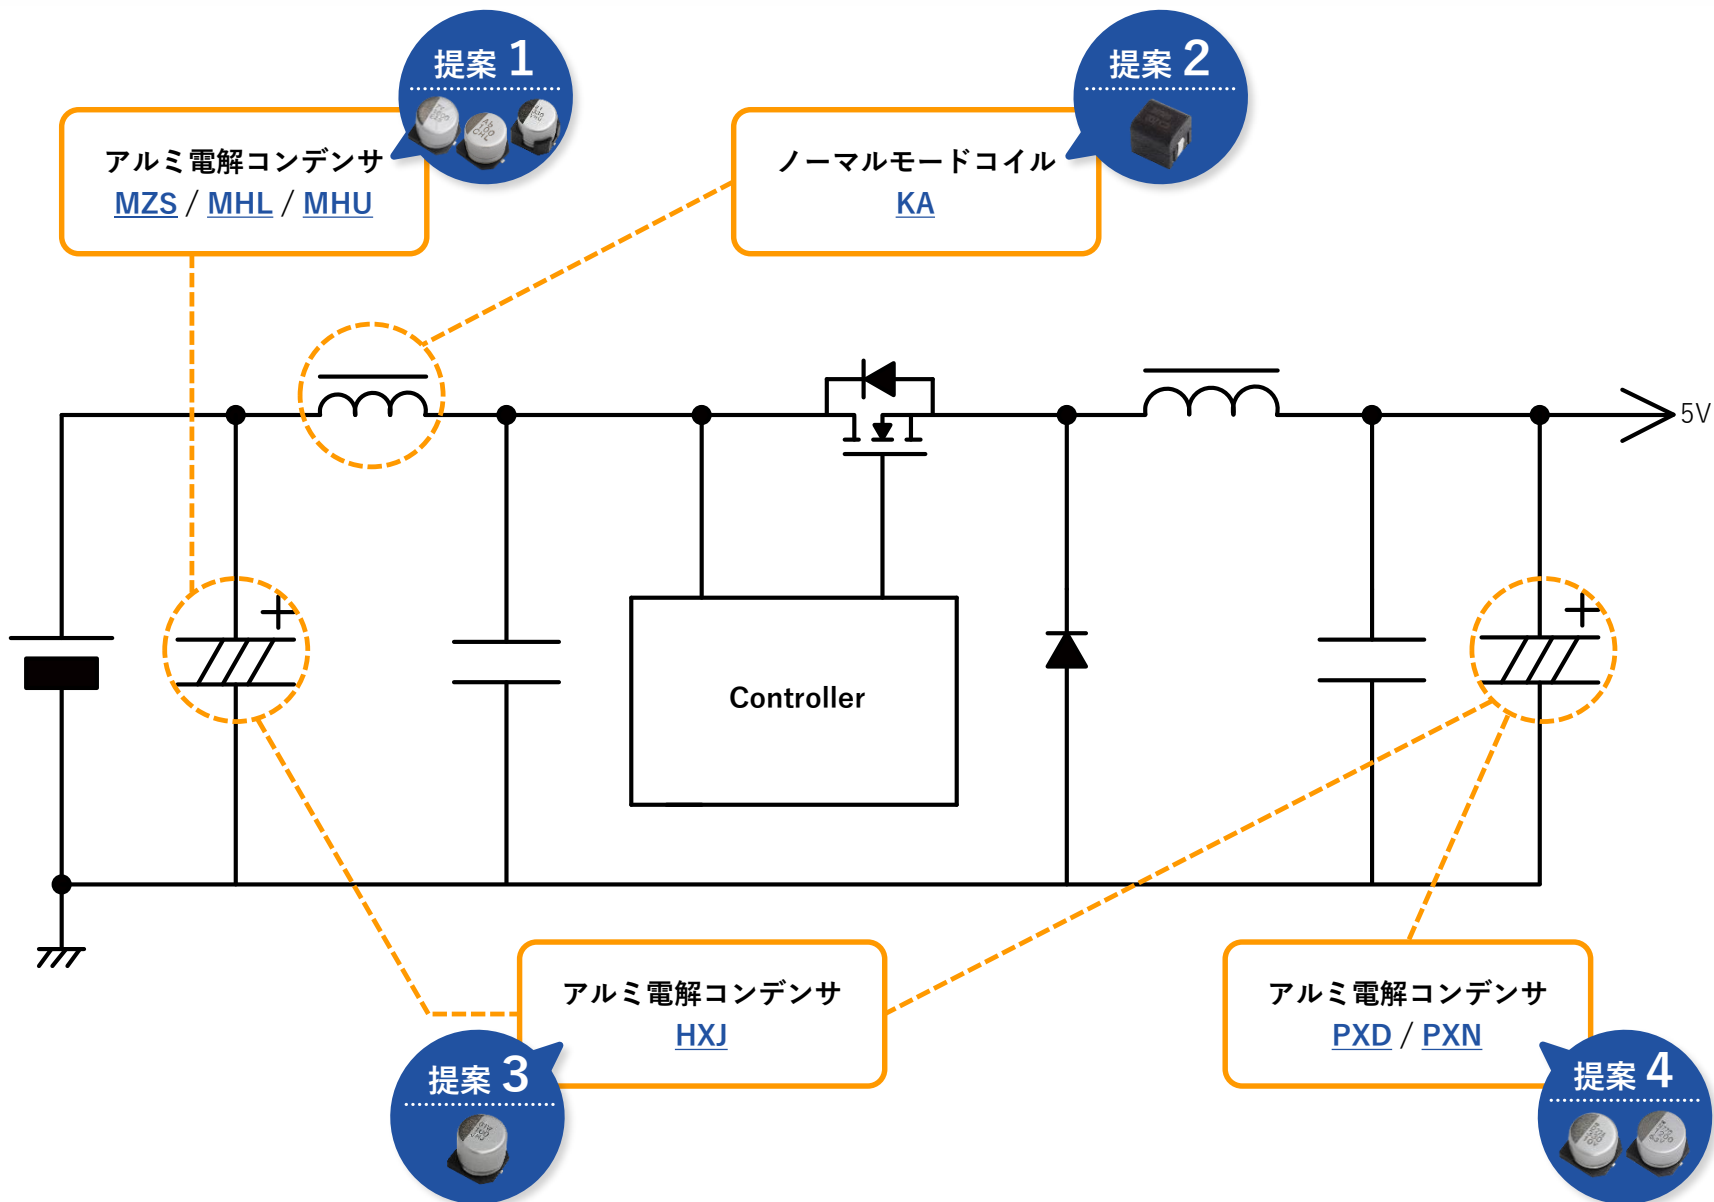 提案 1
アルミ電解コンデンサ
MZS / MHL / MHU
提案 2
ノーマルモードコイル
KA
5V
Controller
アルミ電解コンデンサ
HXJ
提案 3
アルミ電解コンデンサ
PXD / PXN
提案 4